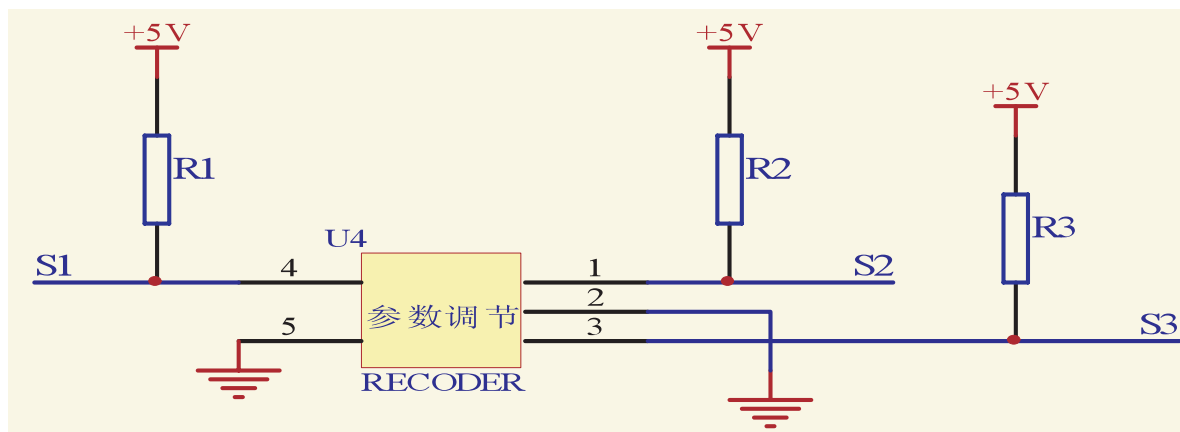 +5V
+5V
+5V
R1
R2
R3
U4
S1
4
1
S2
2
参数调节
5
3
S3
RECODER